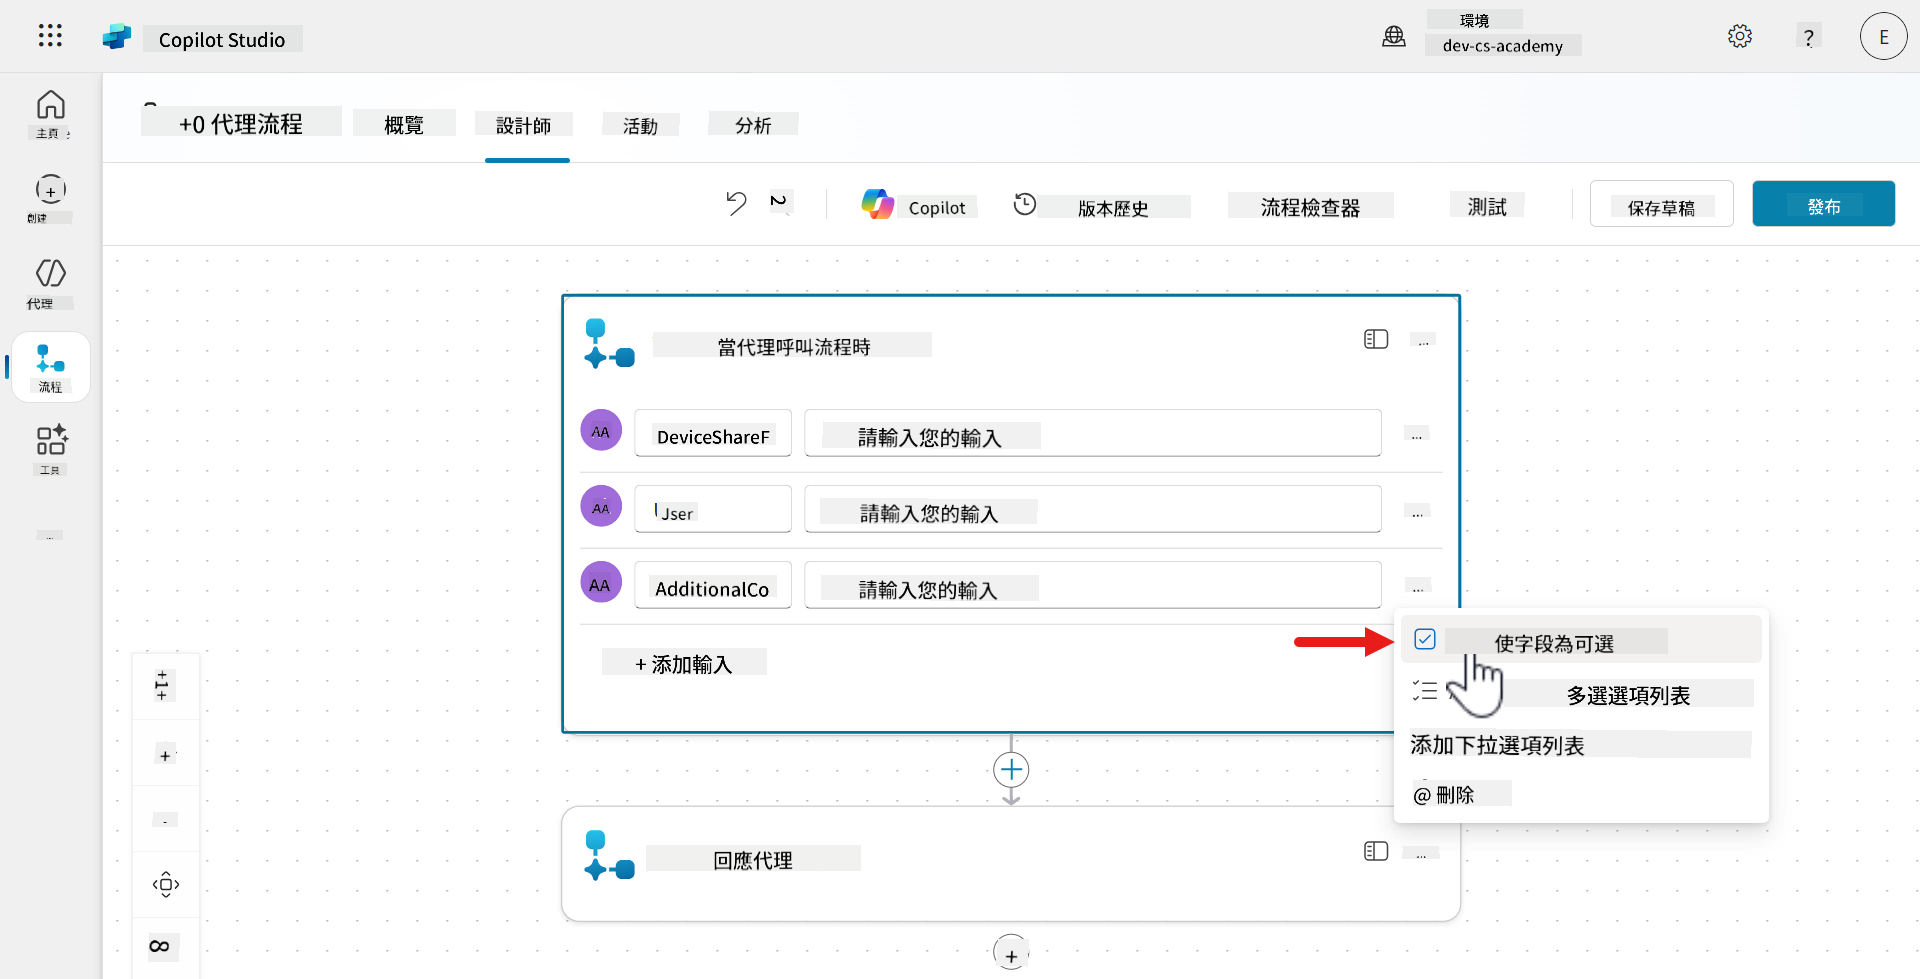 Copilot Studio
環境
dev-cs-academy
?
E
主頁
創建
代理
流程
工具
...
+0 代理流程
概覽
設計師
活動
分析
Copilot
版本歷史
流程檢查器
測試
保存草稿
發布
當代理呼叫流程時
...
AA
DeviceShareF
請輸入您的輸入
...
AA
User
請輸入您的輸入
...
AA
AdditionalCo
請輸入您的輸入
...
+ 添加輸入
使字段為可選
多選選項列表
添加下拉選項列表
@ 刪除
回應代理
...
+
-
∞
+